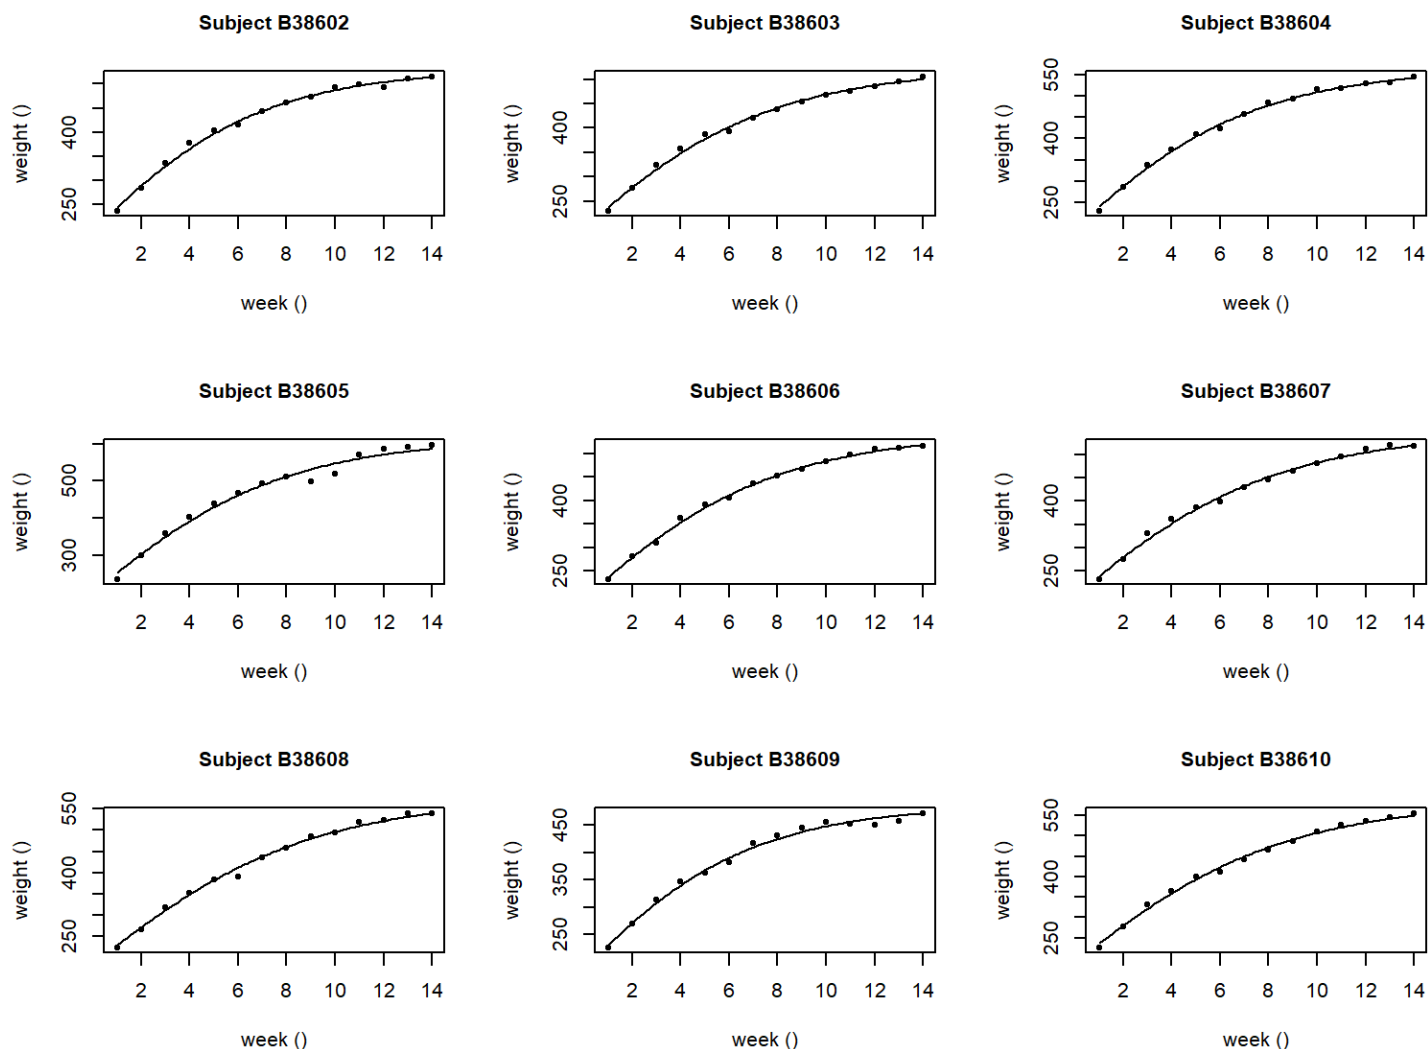 Subject B38602
Subject B38603
Subject B38604
weight ()
250
400
2 4 6 8 10 12 14
week ()
weight ()
250
400
2 4 6 8 10 12 14
week ()
weight ()
250
400
550
2 4 6 8 10 12 14
week ()
Subject B38605
Subject B38606
Subject B38607
weight ()
300
500
2 4 6 8 10 12 14
week ()
weight ()
250
400
2 4 6 8 10 12 14
week ()
weight ()
250
400
2 4 6 8 10 12 14
week ()
Subject B38608
Subject B38609
Subject B38610
weight ()
250
400
550
2 4 6 8 10 12 14
week ()
weight ()
250
350
450
2 4 6 8 10 12 14
week ()
weight ()
250
400
550
2 4 6 8 10 12 14
week ()